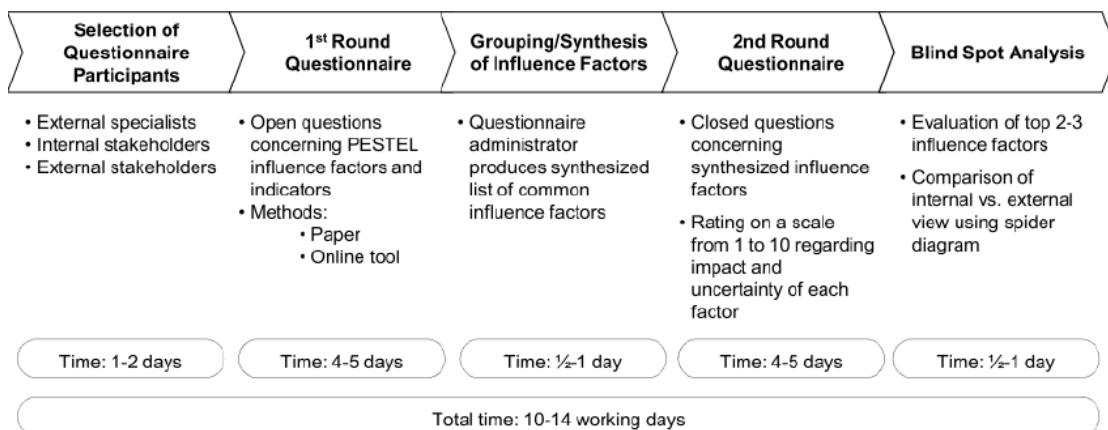 Selection of
Questionnaire
Participants
1st Round
Questionnaire
Grouping/Synthesis
of Influence Factors
2nd Round
Questionnaire
Blind Spot Analysis
• External specialists
• Internal stakeholders
• External stakeholders
• Open questions
concerning PESTEL
influence factors and
indicators
• Methods:
• Paper
• Online tool
• Questionnaire
administrator
produces synthesized
list of common
influence factors
• Closed questions
concerning
synthesized influence
factors
• Rating on a scale
from 1 to 10 regarding
impact and
uncertainty of each
factor
• Evaluation of top 2-3
influence factors
• Comparison of
internal vs. external
view using spider
diagram
Time: 1-2 days
Time: 4-5 days
Time: ½-1 day
Time: 4-5 days
Time: ½-1 day
Total time: 10-14 working days